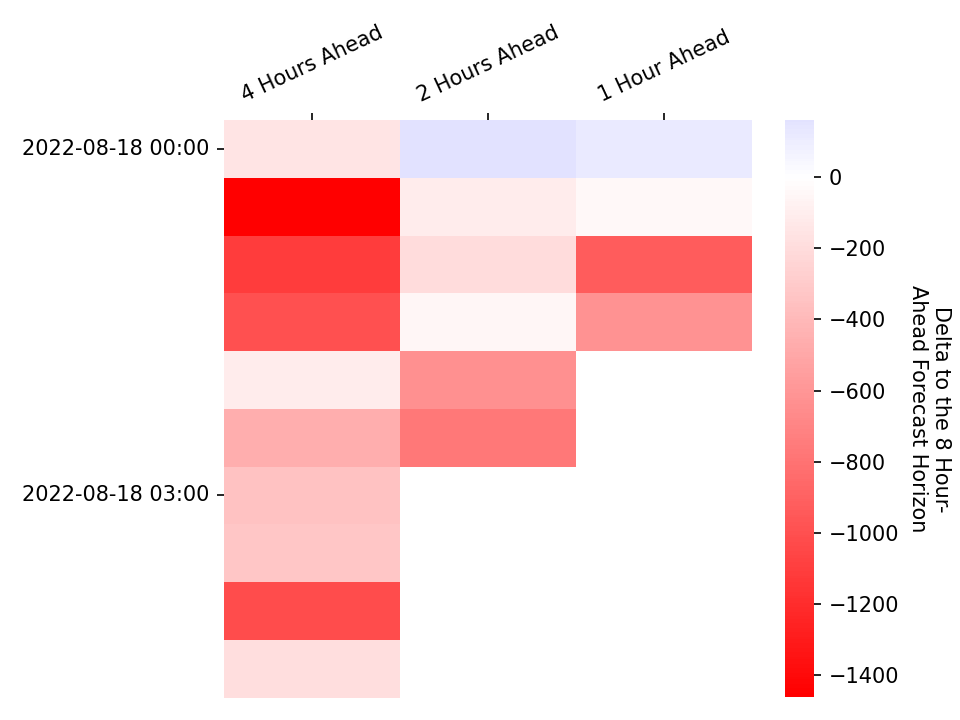 4 Hours Ahead
2 Hours Ahead
1 Hour Ahead
2022-08-18 00:00
2022-08-18 03:00
0
−200
−400
−600
−800
−1000
−1200
−1400
Delta to the 8 Hour-
Ahead Forecast Horizon